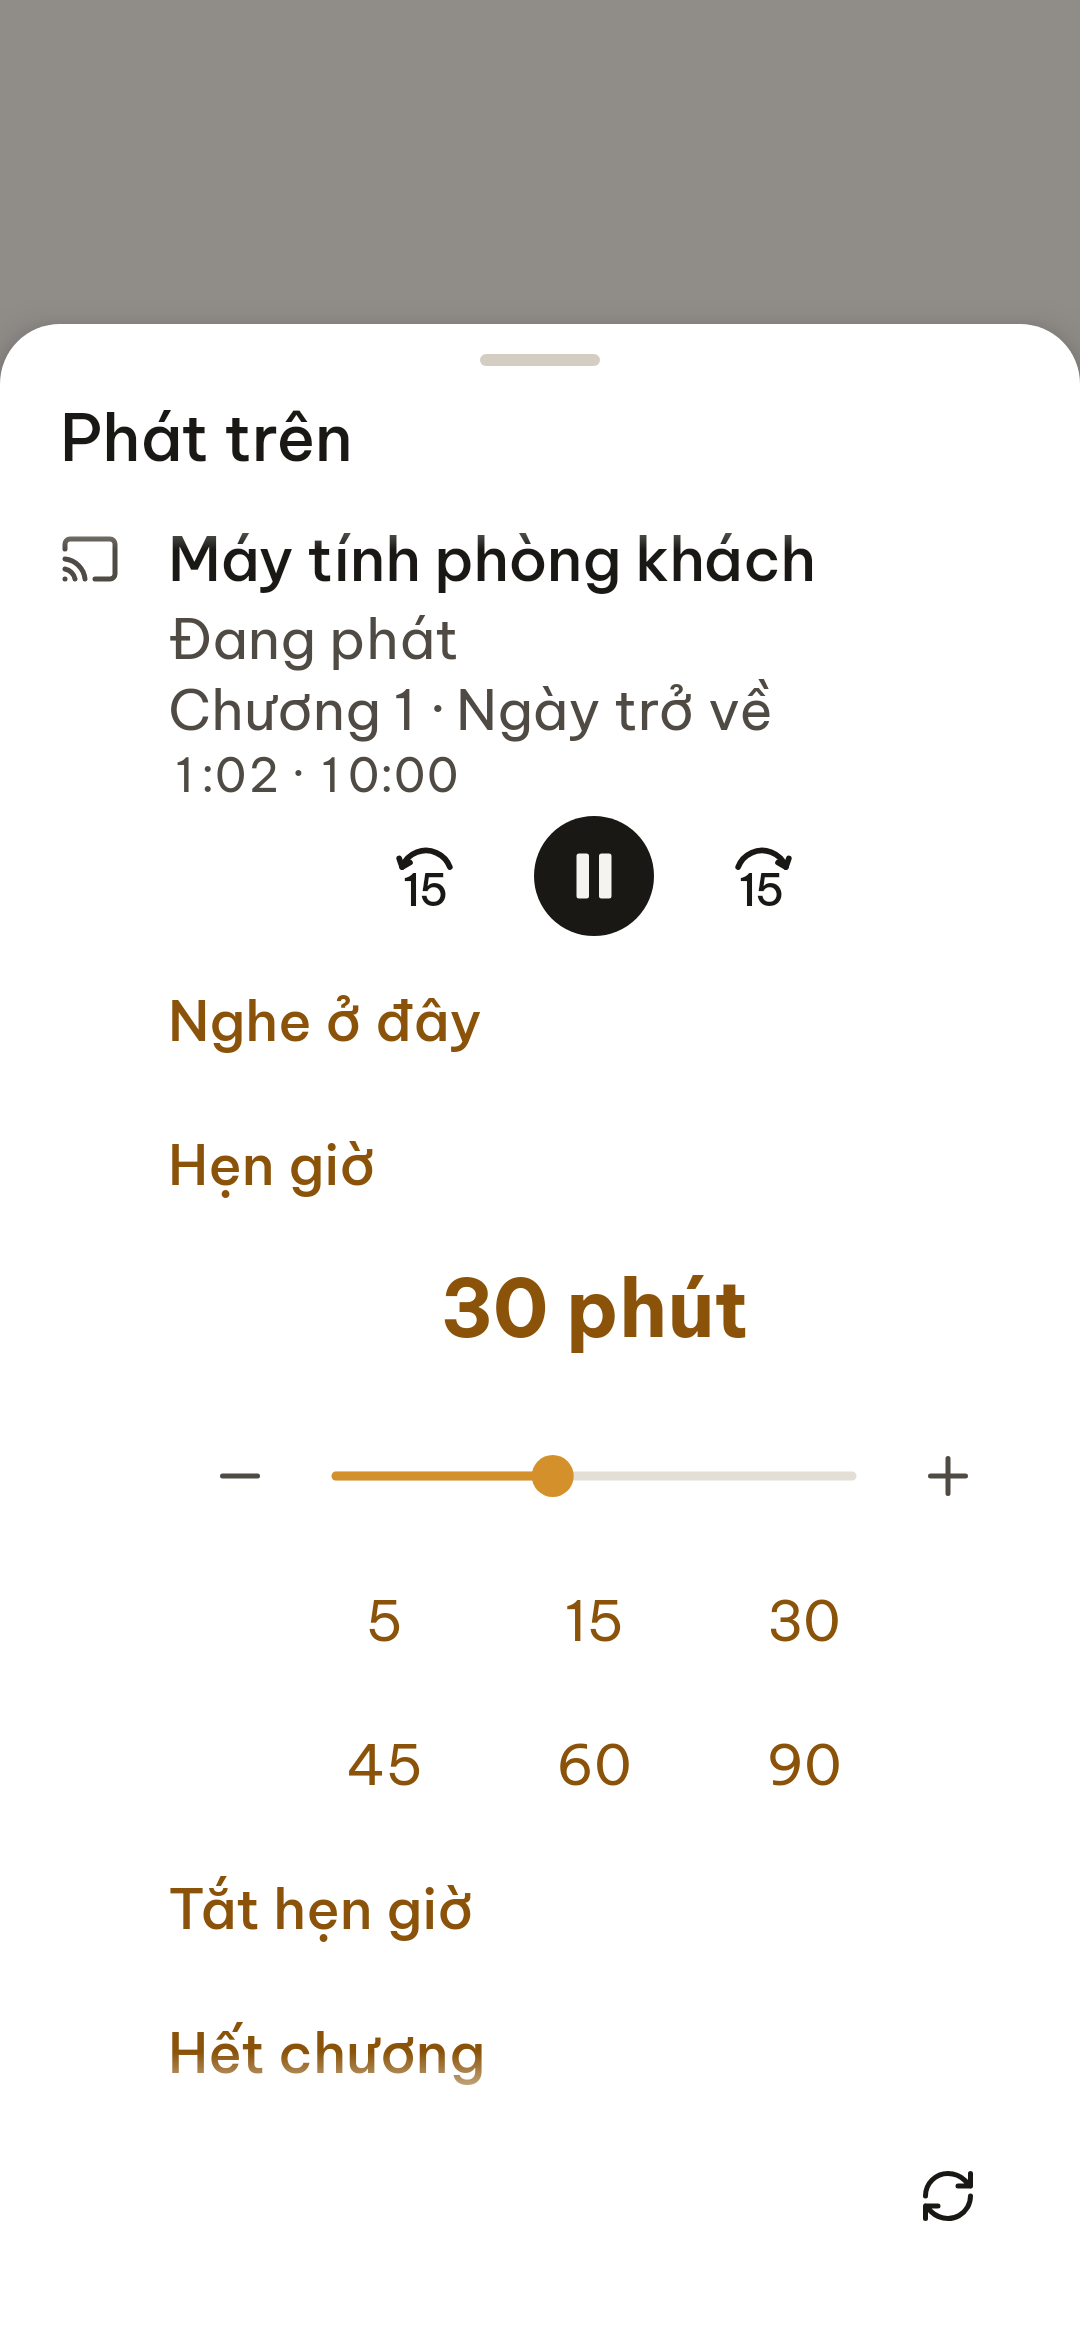 Phát trên
Máy tính phòng khách
Đang phát
Chương 1 · Ngày trở về
1:02 · 10:00
15 15
Nghe ở đây
Hẹn giờ
30 phút
5 15 30
45 60 90
Tắt hẹn giờ
Hết chương